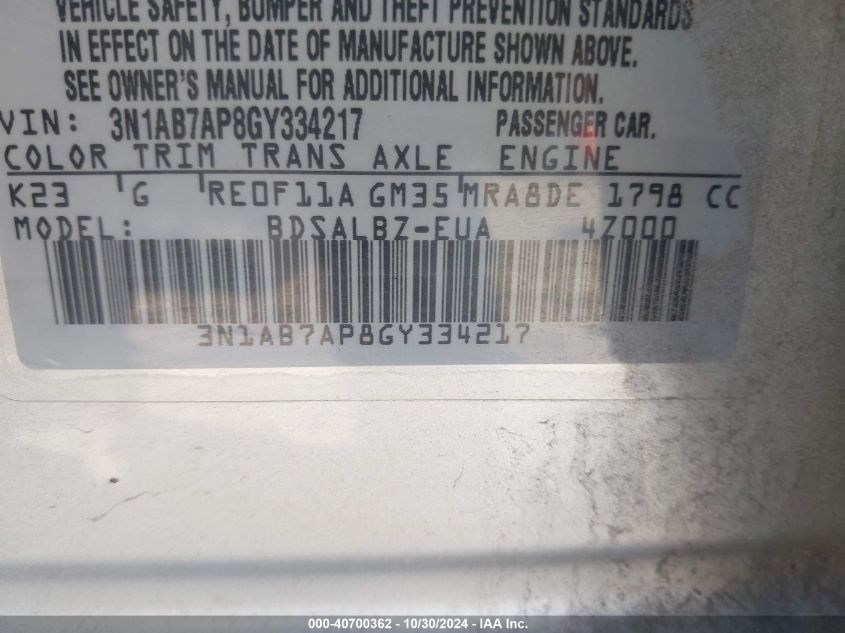 VEHICLE SAFETY, BUMPER AND THEFT PREVENTION STANDARDS
IN EFFECT ON THE DATE OF MANUFACTURE SHOWN ABOVE.
SEE OWNER'S MANUAL FOR ADDITIONAL INFORMATION.
VIN: 3N1AB7AP8GY334217 PASSENGER CAR.
COLOR TRIM TRANS AXLE ENGINE
K23 G RE0F11A GM35 MRA8DE 1798 CC
MODEL: BDSALBZ-EUA 4Z000
3N1AB7AP8GY334217
000-40700362 - 10/30/2024 - IAA Inc.